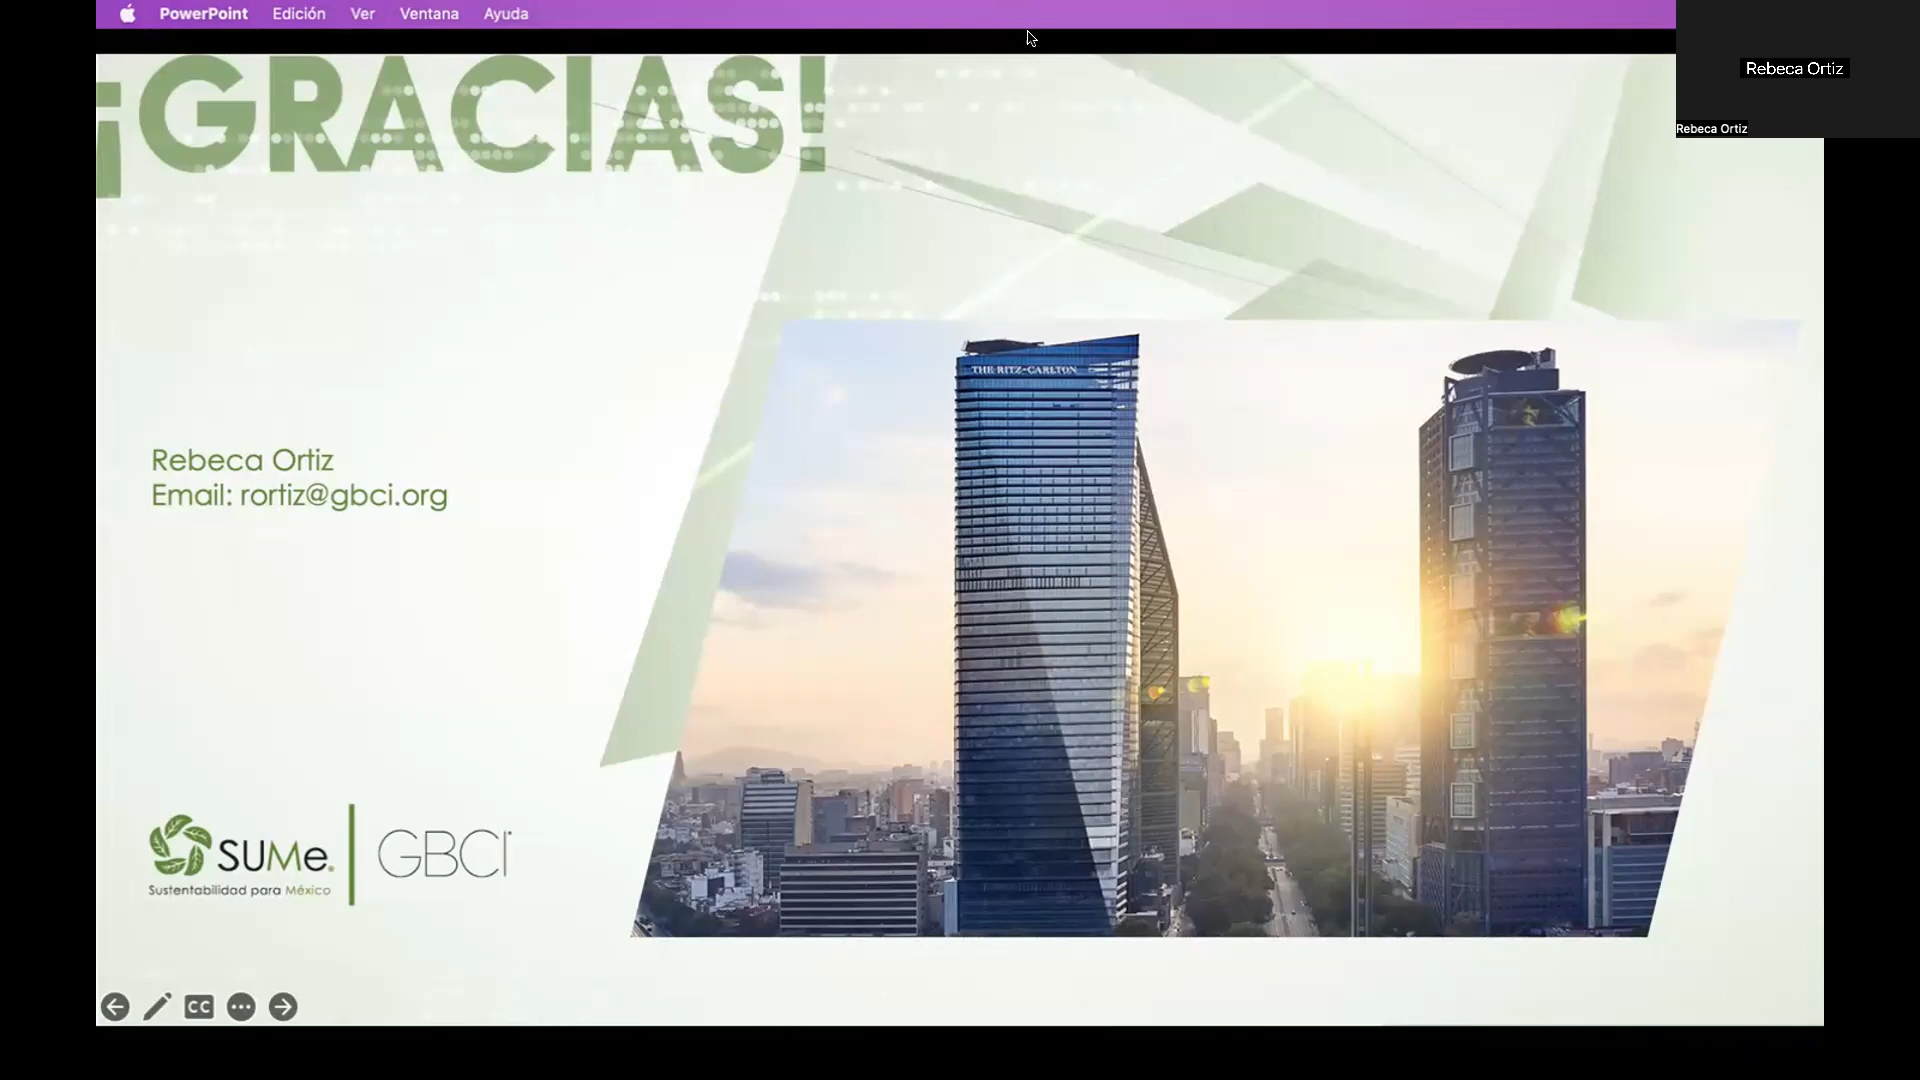 PowerPoint Edición Ver Ventana Ayuda
Rebeca Ortiz
Rebeca Ortiz
¡GRACIAS!
THE RITZ-CARLTON
Rebeca Ortiz
Email: rortiz@gbci.org
SUMe.
Sustentabilidad para México
GBCI
CC